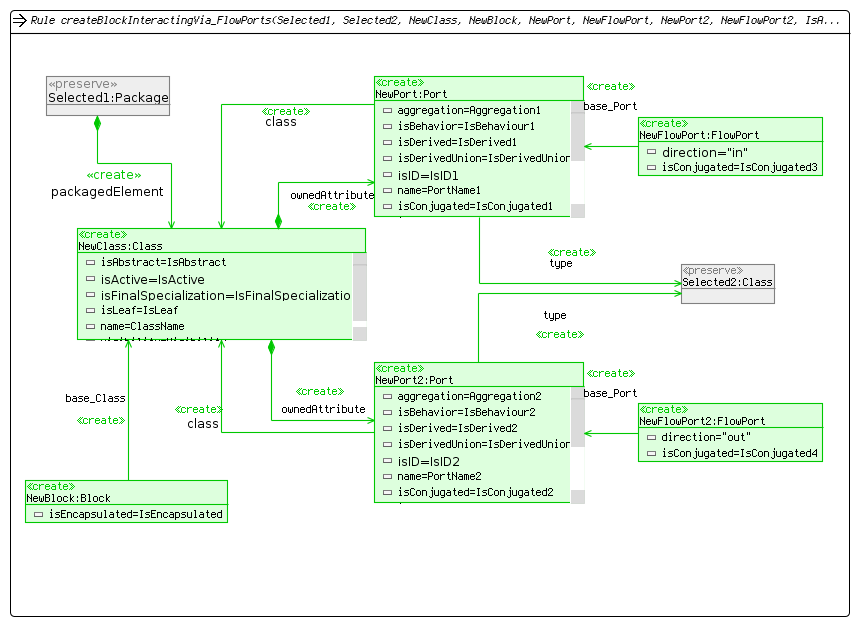 Rule createBlockInteractingVia_FlowPorts(Selected1, Selected2, NewClass, NewBlock, NewPort, NewFlowPort, NewPort2, NewFlowPort2, IsA...
«preserve»
Selected1:Package
«create»
packagedElement
«create»
class
ownedAttribute
«create»
«create»
NewPort:Port
aggregation=Aggregation1
isBehavior=IsBehaviour1
isDerived=IsDerived1
isDerivedUnion=IsDerivedUnion
isID=IsID1
name=PortName1
isConjugated=IsConjugated1
«create»
base_Port
«create»
NewFlowPort:FlowPort
direction="in"
isConjugated=IsConjugated3
«create»
NewClass:Class
isAbstract=IsAbstract
isActive=IsActive
isFinalSpecialization=IsFinalSpecializatio
isLeaf=IsLeaf
name=ClassName
«create»
type
«preserve»
Selected2:Class
type
«create»
base_Class
«create»
«create»
class
«create»
ownedAttribute
«create»
NewPort2:Port
aggregation=Aggregation2
isBehavior=IsBehaviour2
isDerived=IsDerived2
isDerivedUnion=IsDerivedUnion
isID=IsID2
name=PortName2
isConjugated=IsConjugated2
«create»
base_Port
«create»
NewFlowPort2:FlowPort
direction="out"
isConjugated=IsConjugated4
«create»
NewBlock:Block
isEncapsulated=IsEncapsulated